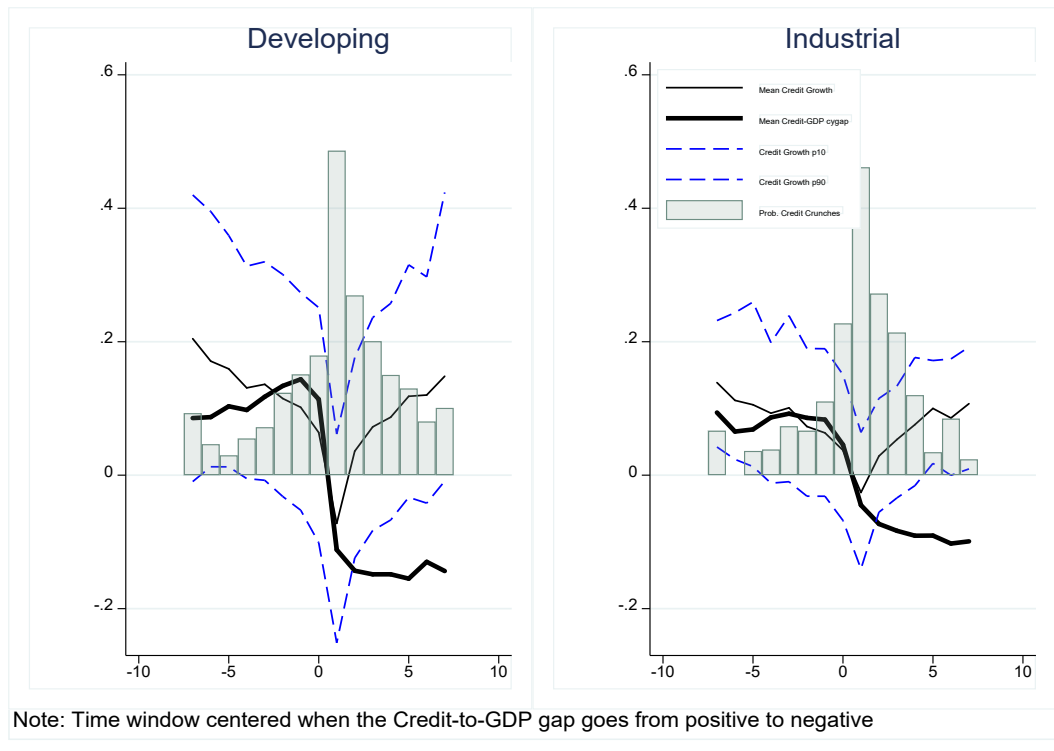 Developing
.6
.4
.2
0
-.2
-10
-5
0
5
10
Industrial
.6
.4
.2
0
-.2
-10
-5
0
5
10
Mean Credit Growth
Mean Credit-GDP cygap
Credit Growth p10
Credit Growth p90
Prob. Credit Crunches
Note: Time window centered when the Credit-to-GDP gap goes from positive to negative